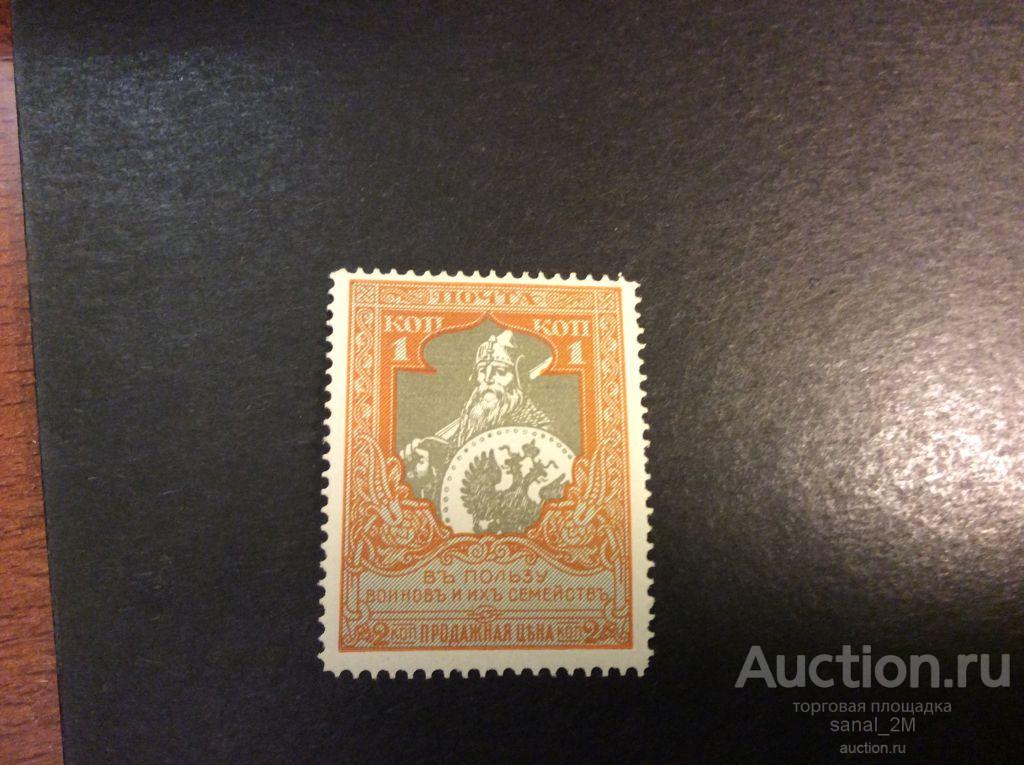 ПОЧТА
КОП КОП
1 1
ВЪ ПОЛЬЗУ
ВОИНОВЪ И ИХЪ СЕМЕЙСТВЪ
2 КОП ПРОДАЖНАЯ ЦѢНА КОП 2
Auction.ru
торговая площадка
sanal_2M
auction.ru